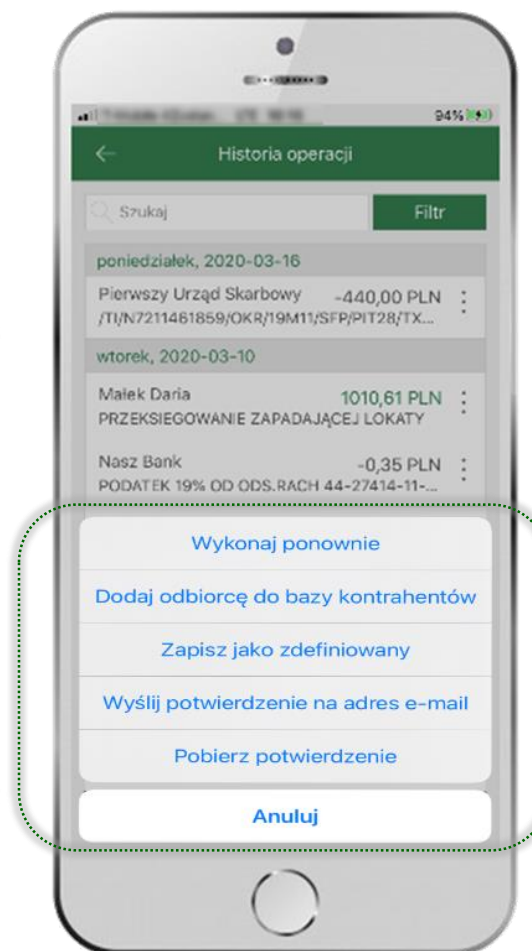 94%
Historia operacji
Szukaj
Filtr
poniedziałek, 2020-03-16
Pierwszy Urząd Skarbowy -440,00 PLN
/TI/N7211461859/OKR/19M11/SFP/PIT28/TX...
wtorek, 2020-03-10
Małek Daria 1010,61 PLN
PRZEKSIEGOWANIE ZAPADAJĄCEJ LOKATY
Nasz Bank -0,35 PLN
PODATEK 19% OD ODS.RACH 44-27414-11-...
Wykonaj ponownie
Dodaj odbiorcę do bazy kontrahentów
Zapisz jako zdefiniowany
Wyślij potwierdzenie na adres e-mail
Pobierz potwierdzenie
Anuluj